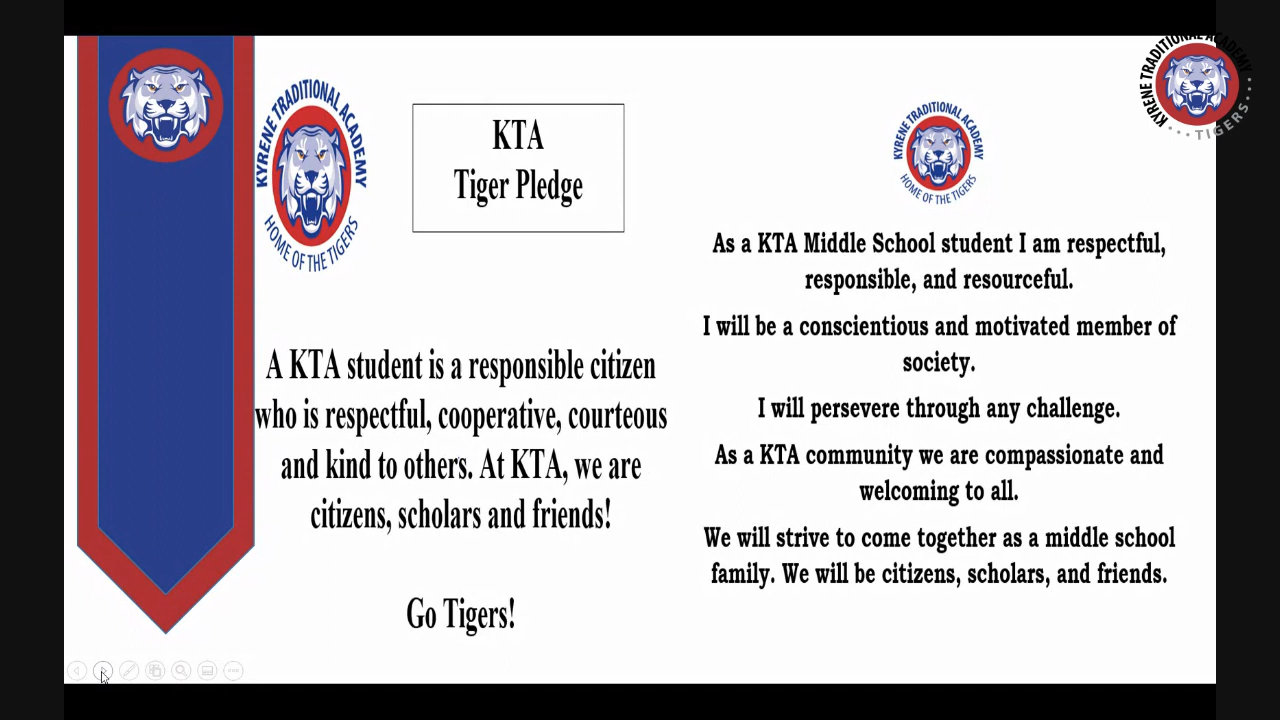 KYRENE TRADITIONAL ACADEMY
HOME OF THE TIGERS
KTA
Tiger Pledge
A KTA student is a responsible citizen
who is respectful, cooperative, courteous
and kind to others. At KTA, we are
citizens, scholars and friends!
Go Tigers!
KYRENE TRADITIONAL ACADEMY
HOME OF THE TIGERS
As a KTA Middle School student I am respectful,
responsible, and resourceful.
I will be a conscientious and motivated member of
society.
I will persevere through any challenge.
As a KTA community we are compassionate and
welcoming to all.
We will strive to come together as a middle school
family. We will be citizens, scholars, and friends.
KYRENE TRADITIONAL ACADEMY
...TIGERS...